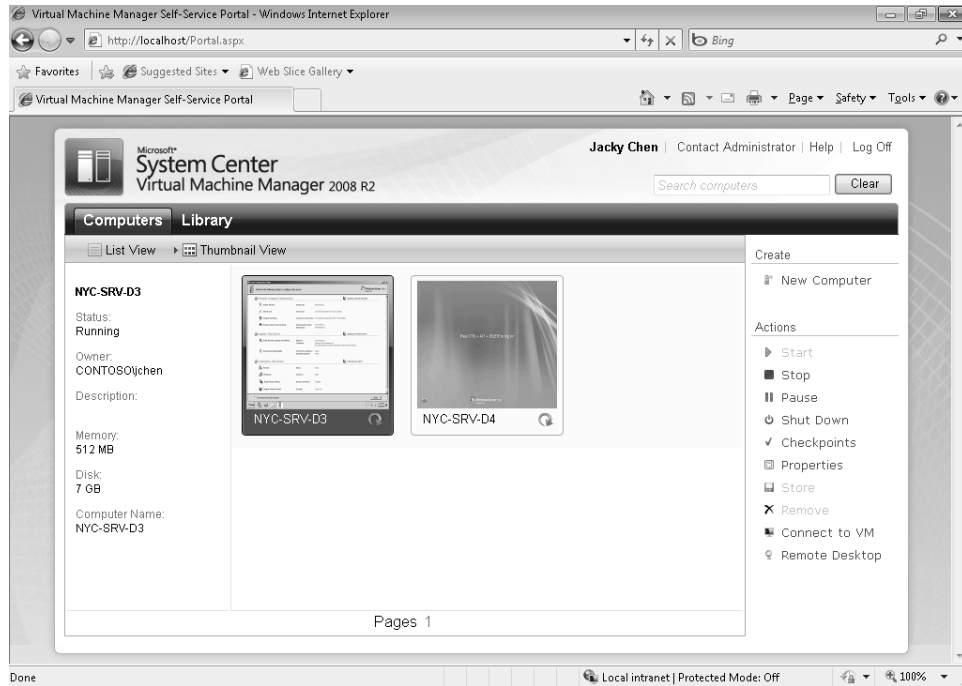 Virtual Machine Manager Self-Service Portal - Windows Internet Explorer
http://localhost/Portal.aspx
Bing
Favorites
Suggested Sites
Web Slice Gallery
Virtual Machine Manager Self-Service Portal
Page Safety Tools
Microsoft
System Center
Virtual Machine Manager 2008 R2
Jacky Chen | Contact Administrator | Help | Log Off
Search computers
Clear
Computers
Library
List View
Thumbnail View
NYC-SRV-D3
Status:
Running
Owner:
CONTOSO\jchen
Description:
Memory:
512 MB
Disk:
7 GB
Computer Name:
NYC-SRV-D3
NYC-SRV-D3
NYC-SRV-D4
Pages 1
Create
New Computer
Actions
Start
Stop
Pause
Shut Down
Checkpoints
Properties
Store
Remove
Connect to VM
Remote Desktop
Done
Local intranet | Protected Mode: Off
100%